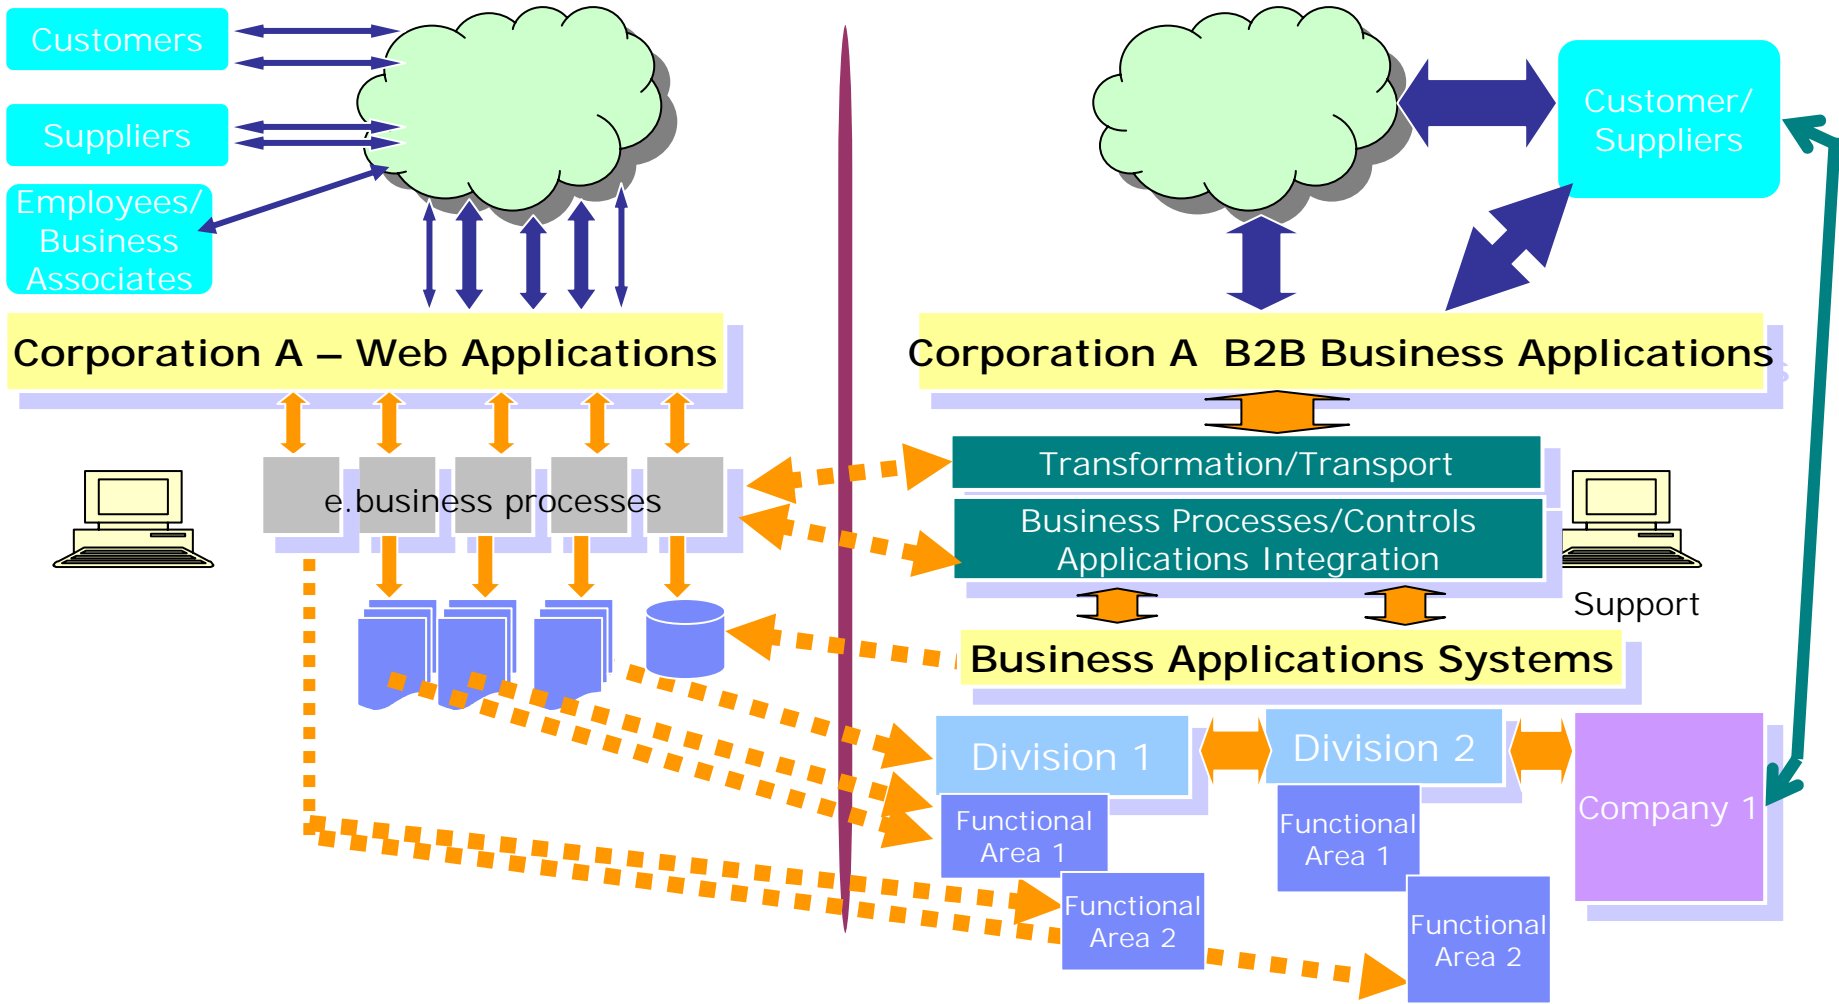 Customers
Suppliers
Employees/
Business
Associates
Customer/
Suppliers
Corporation A – Web Applications
Corporation A  B2B Business Applications
e.business processes
Transformation/Transport
Business Processes/Controls
Applications Integration
Support
Business Applications Systems
Division 1
Division 2
Company 1
Functional
Area 1
Functional
Area 1
Functional
Area 2
Functional
Area 2